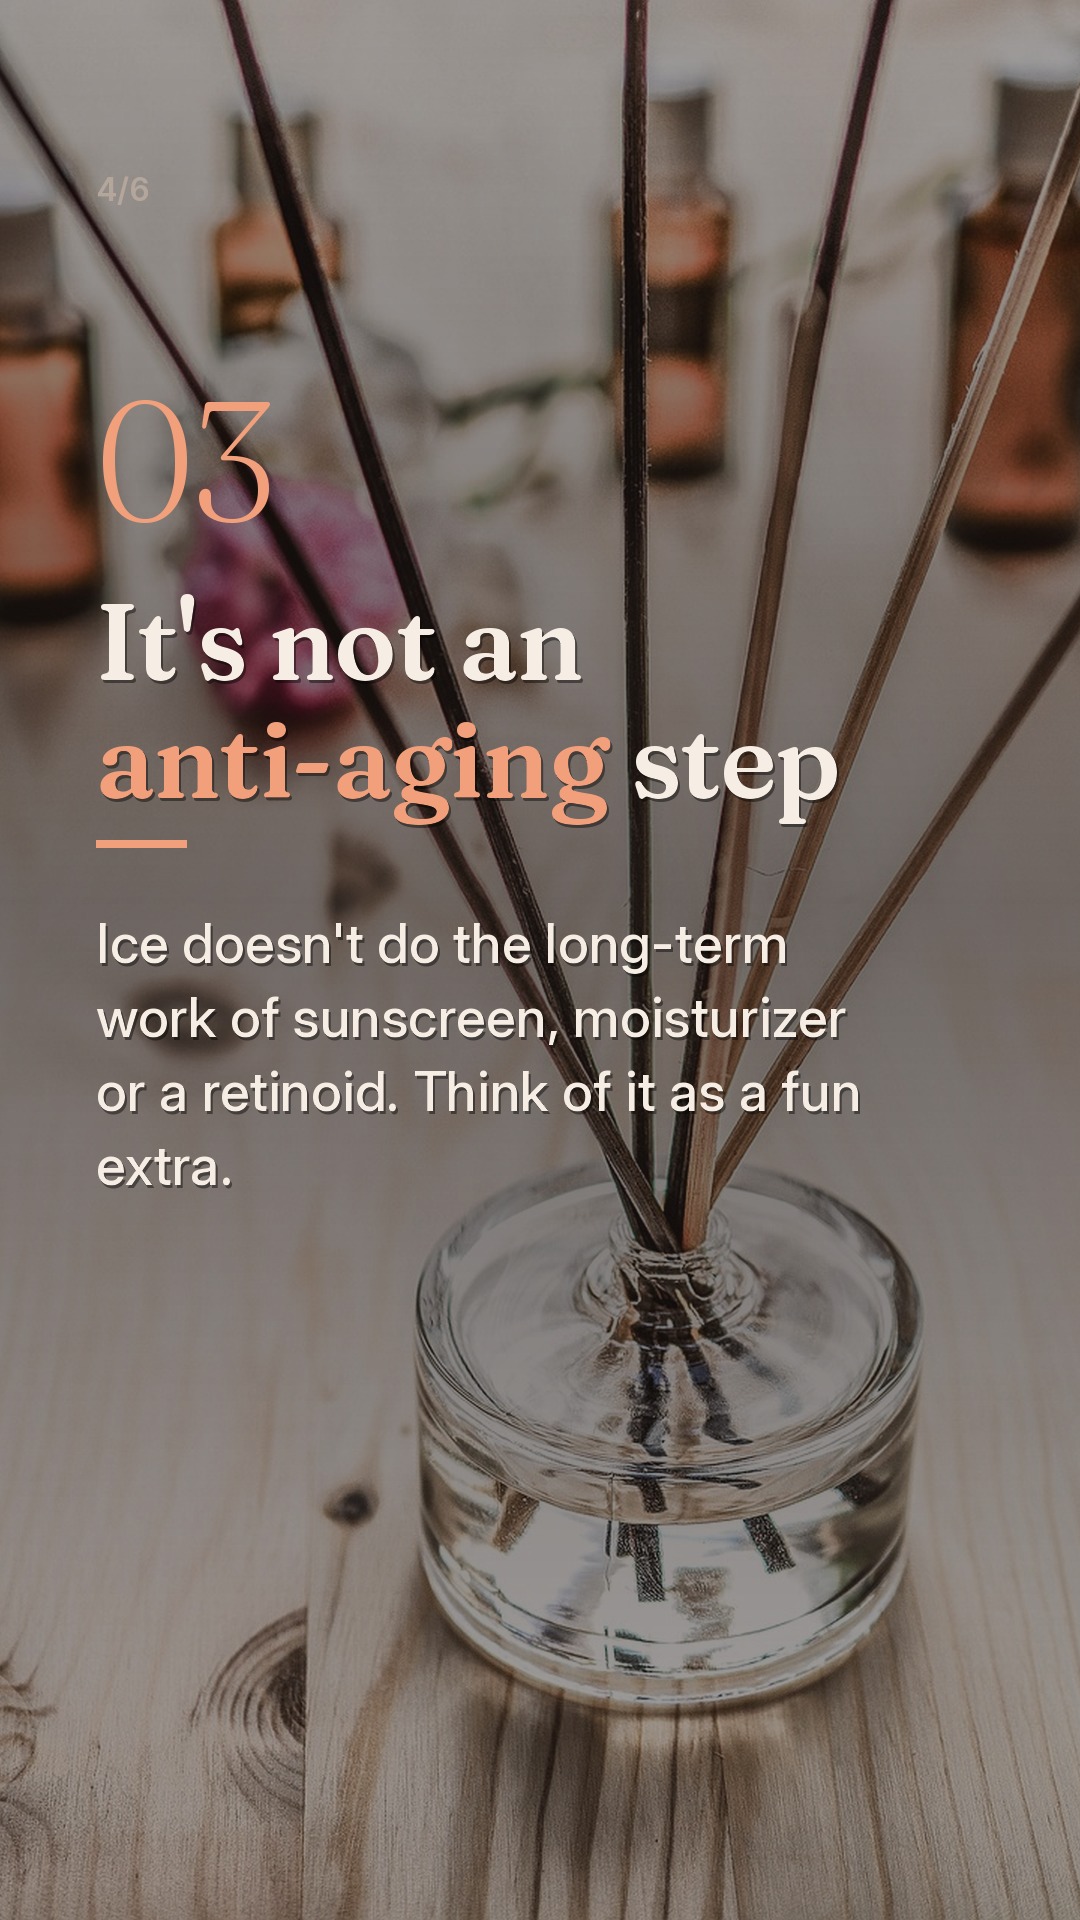 4/6
03
It's not an
anti-aging step
Ice doesn't do the long-term
work of sunscreen, moisturizer
or a retinoid. Think of it as a fun
extra.